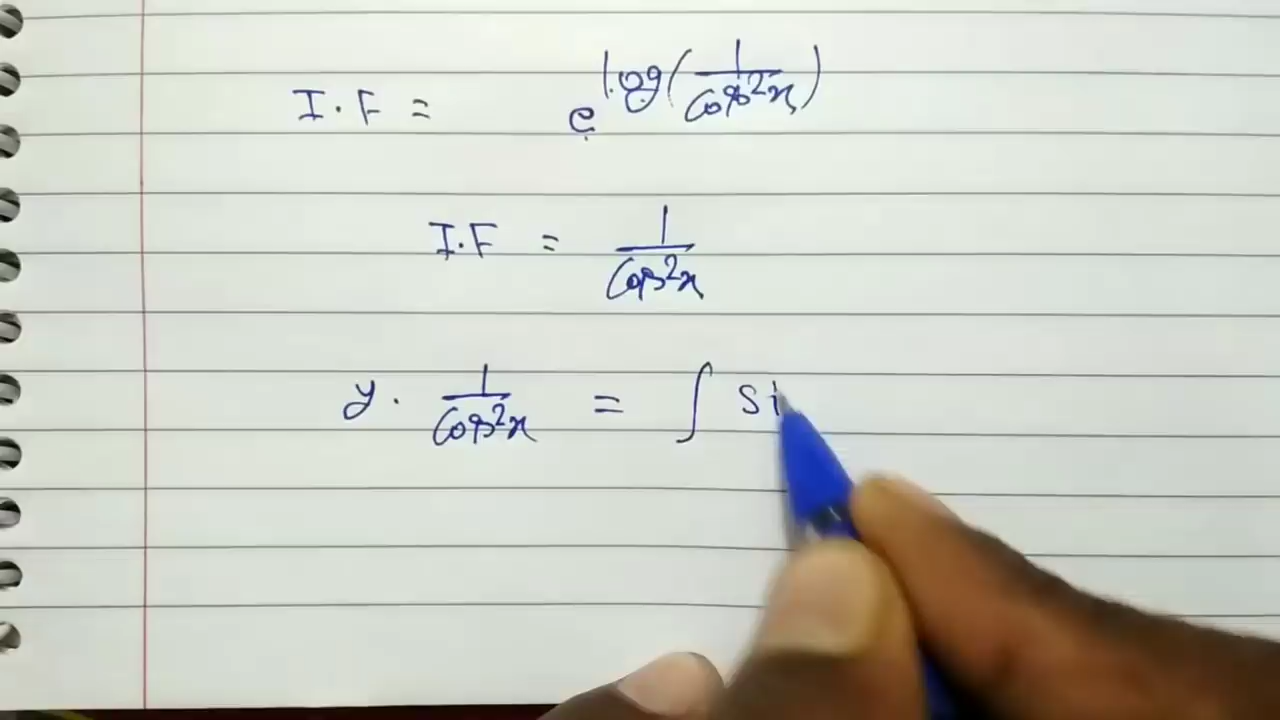 I.F = e^log(1/cos²x)
I.F = 1/cos²x
y · 1/cos²x = ∫ si